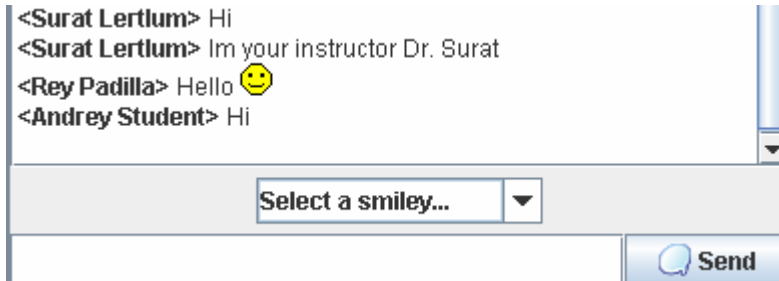 <Surat Lertlum> Hi
<Surat Lertlum> Im your instructor Dr. Surat
<Rey Padilla> Hello
<Andrey Student> Hi
Select a smiley...
Send